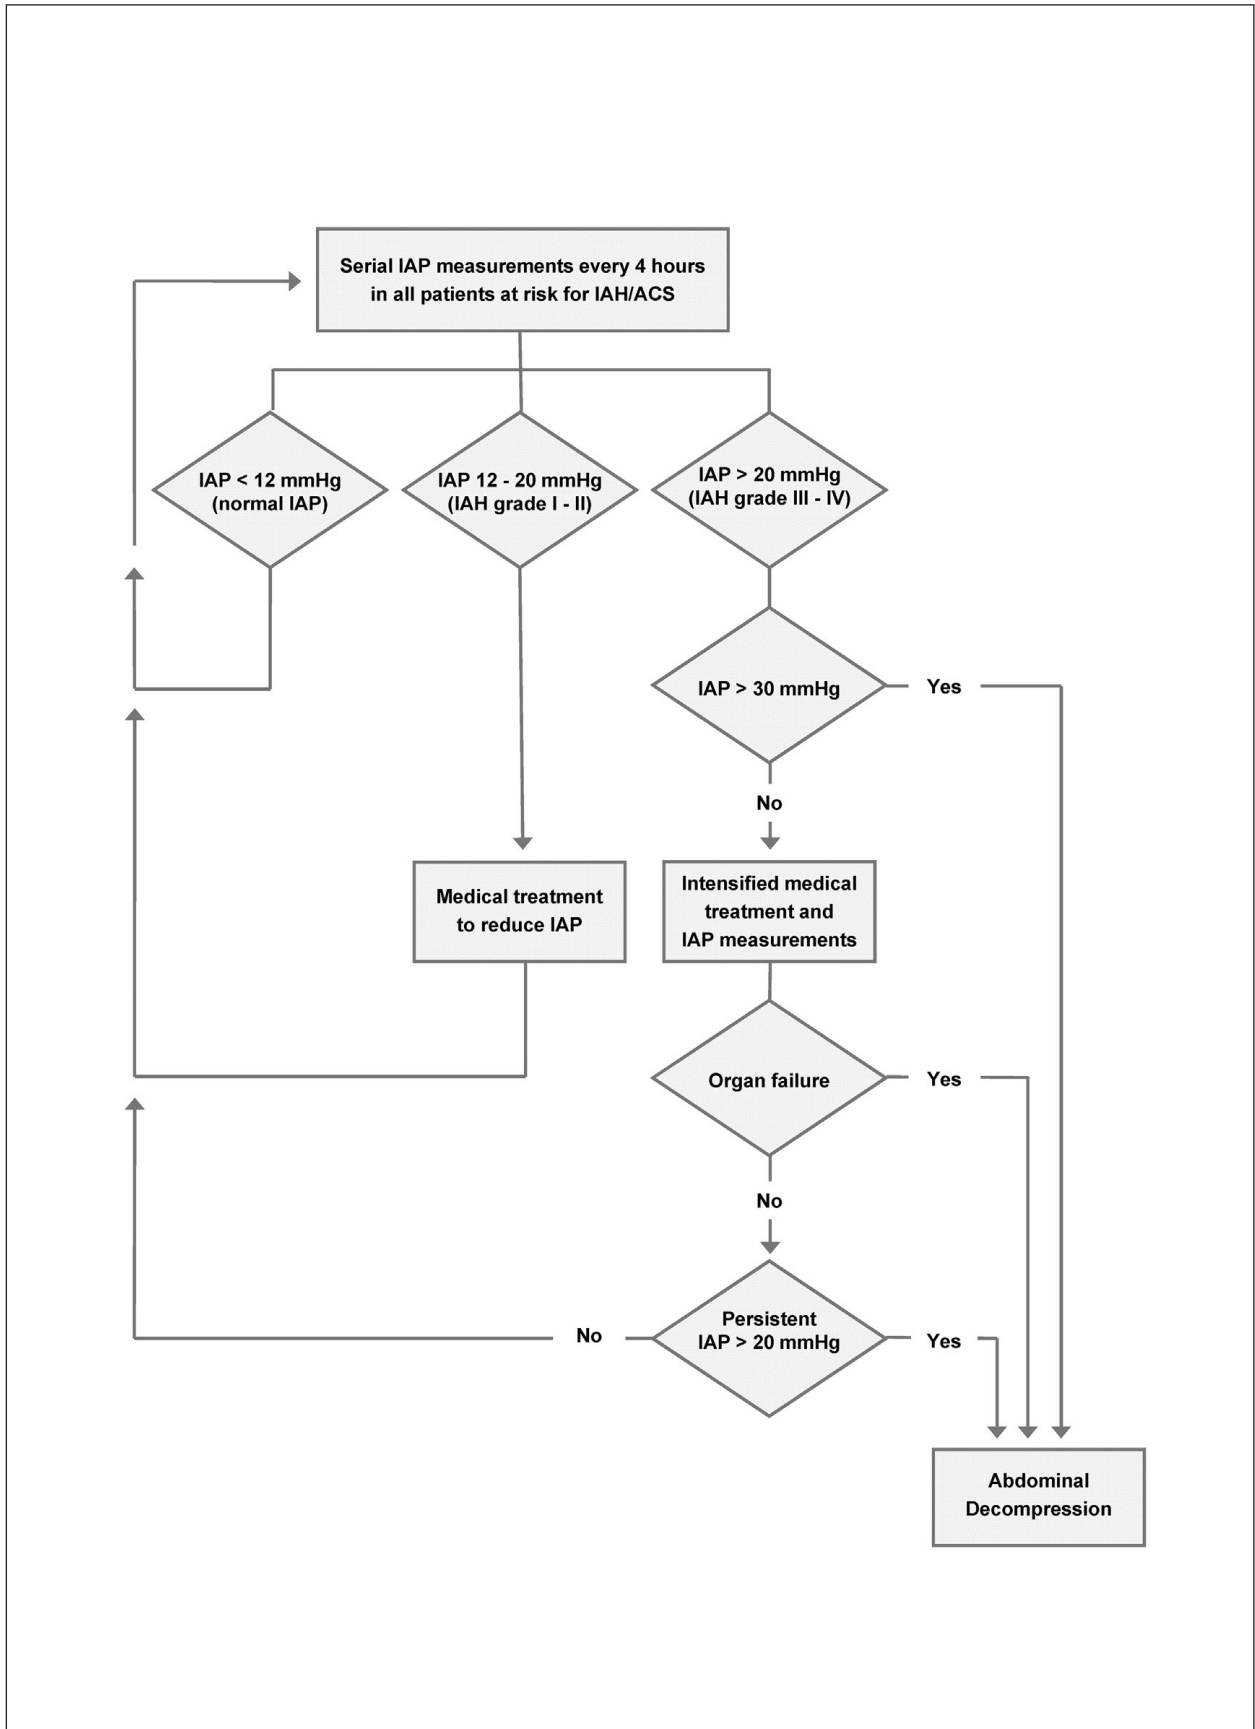 Serial IAP measurements every 4 hours
in all patients at risk for IAH/ACS
IAP < 12 mmHg
(normal IAP)
IAP 12 - 20 mmHg
(IAH grade I - II)
IAP > 20 mmHg
(IAH grade III - IV)
IAP > 30 mmHg
Yes
No
Medical treatment
to reduce IAP
Intensified medical
treatment and
IAP measurements
Organ failure
Yes
No
Persistent
IAP > 20 mmHg
No
Yes
Abdominal
Decompression